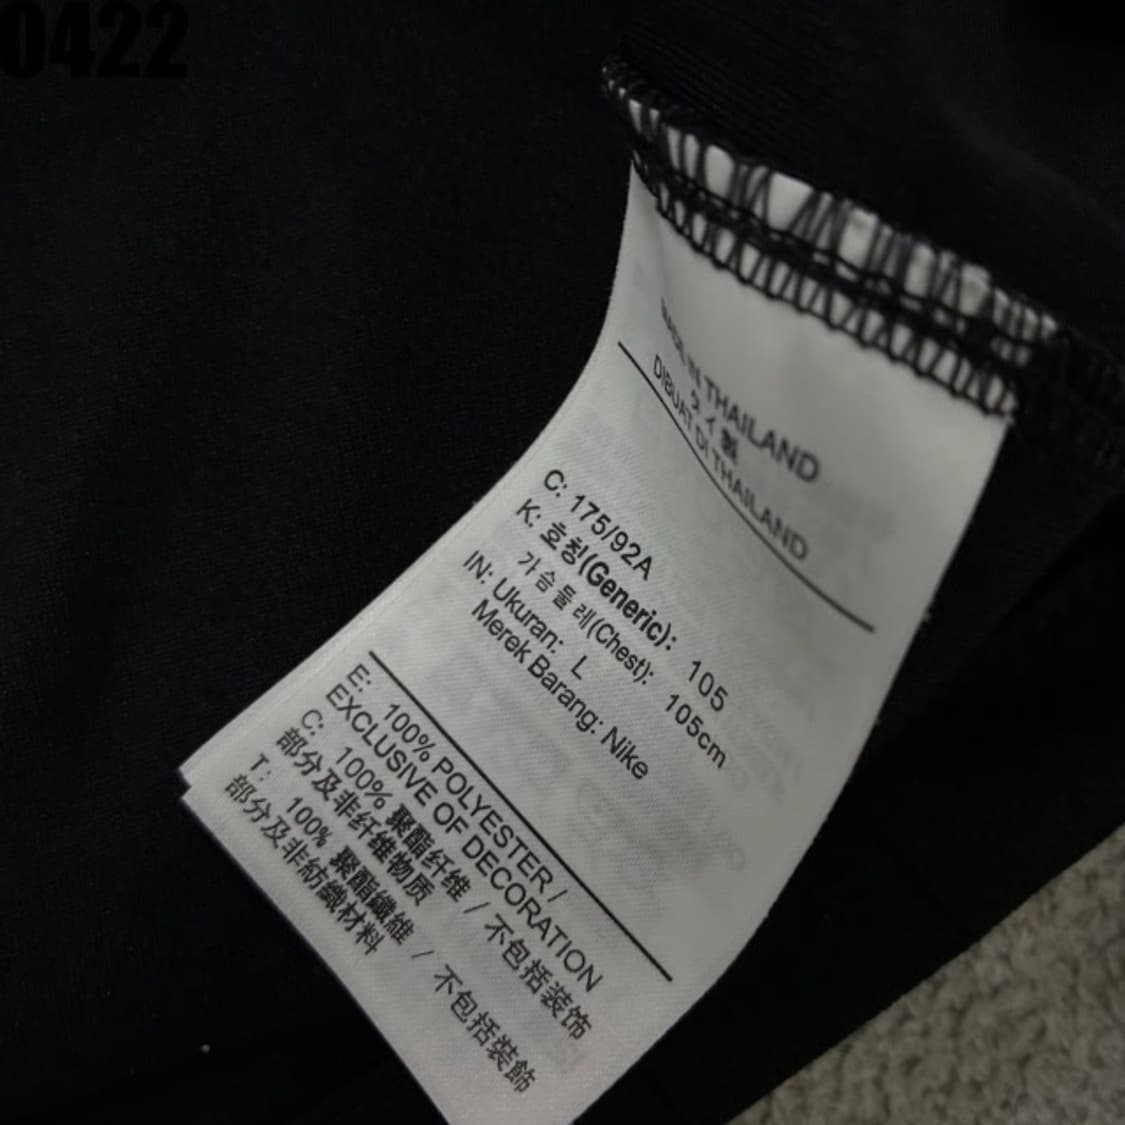 0422
MADE IN THAILAND
タイ製
DIBUAT DI THAILAND
C: 175/92A
K: 호칭(Generic): 105
가슴둘레(Chest): 105cm
IN: Ukuran: L
Merek Barang: Nike
E: 100% POLYESTER /
EXCLUSIVE OF DECORATION
C: 100% 聚酯纤维 / 不包括装饰
部分及非纤维物质
T: 100% 聚酯纖維 / 不包括裝飾
部分及非紡織材料